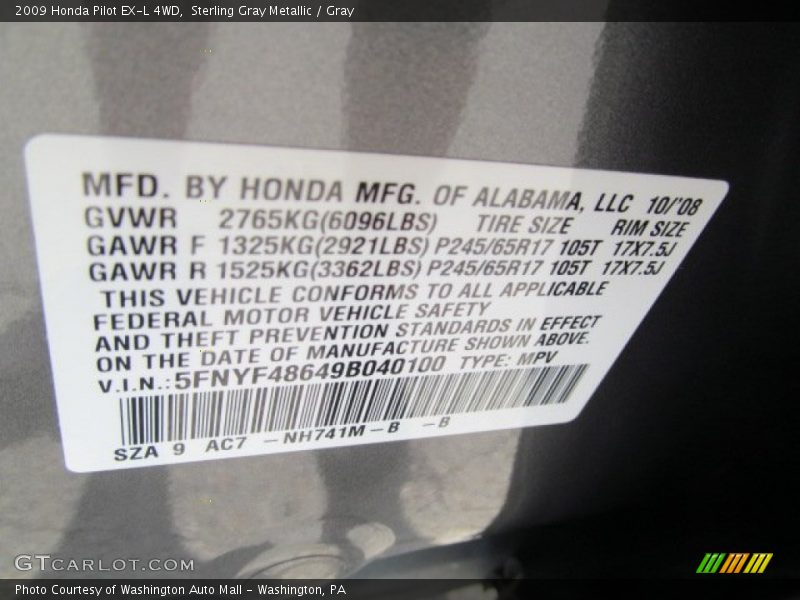 2009 Honda Pilot EX-L 4WD,  Sterling Gray Metallic / Gray
MFD. BY HONDA MFG. OF ALABAMA, LLC 10/'08
GVWR 2765KG(6096LBS) TIRE SIZE RIM SIZE
GAWR F 1325KG(2921LBS) P245/65R17 105T 17X7.5J
GAWR R 1525KG(3362LBS) P245/65R17 105T 17X7.5J
THIS VEHICLE CONFORMS TO ALL APPLICABLE
FEDERAL MOTOR VEHICLE SAFETY
AND THEFT PREVENTION STANDARDS IN EFFECT
ON THE DATE OF MANUFACTURE SHOWN ABOVE.
V.I.N.:5FNYF48649B040100 TYPE: MPV
SZA 9 AC7 -NH741M-B -B
GTCARLOT.COM
Photo Courtesy of Washington Auto Mall - Washington, PA